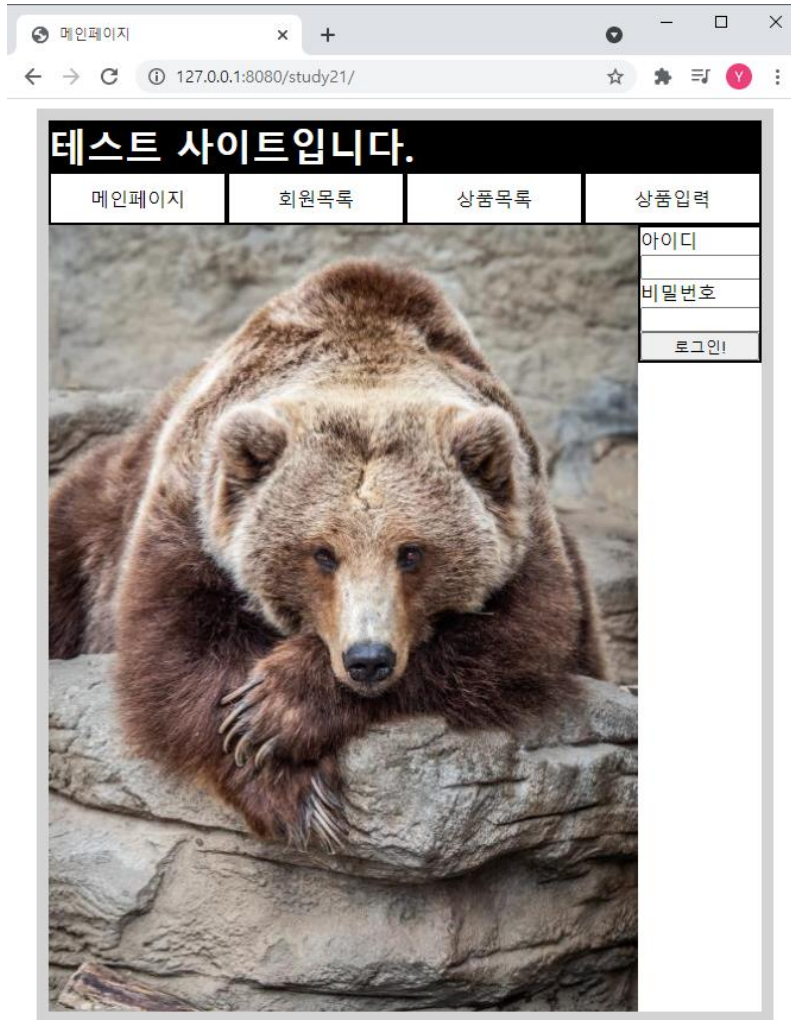 메인페이지
127.0.0.1:8080/study21/
Y
테스트 사이트입니다.
메인페이지 회원목록 상품목록 상품입력
아이디
비밀번호
로그인!